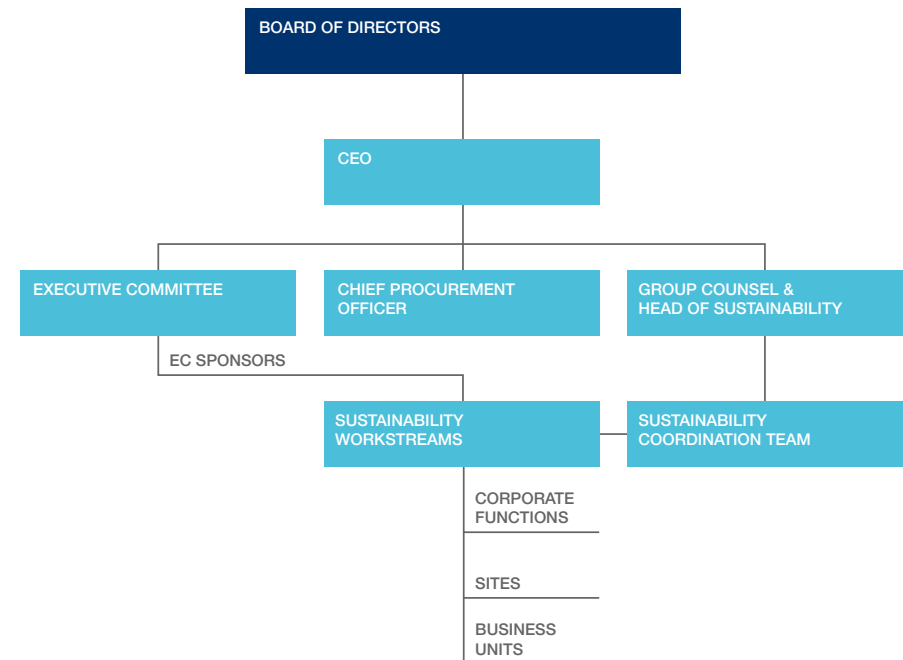 BOARD OF DIRECTORS
CEO
EXECUTIVE COMMITTEE
CHIEF PROCUREMENT
OFFICER
GROUP COUNSEL &
HEAD OF SUSTAINABILITY
EC SPONSORS
SUSTAINABILITY
WORKSTREAMS
SUSTAINABILITY
COORDINATION TEAM
CORPORATE
FUNCTIONS
SITES
BUSINESS
UNITS